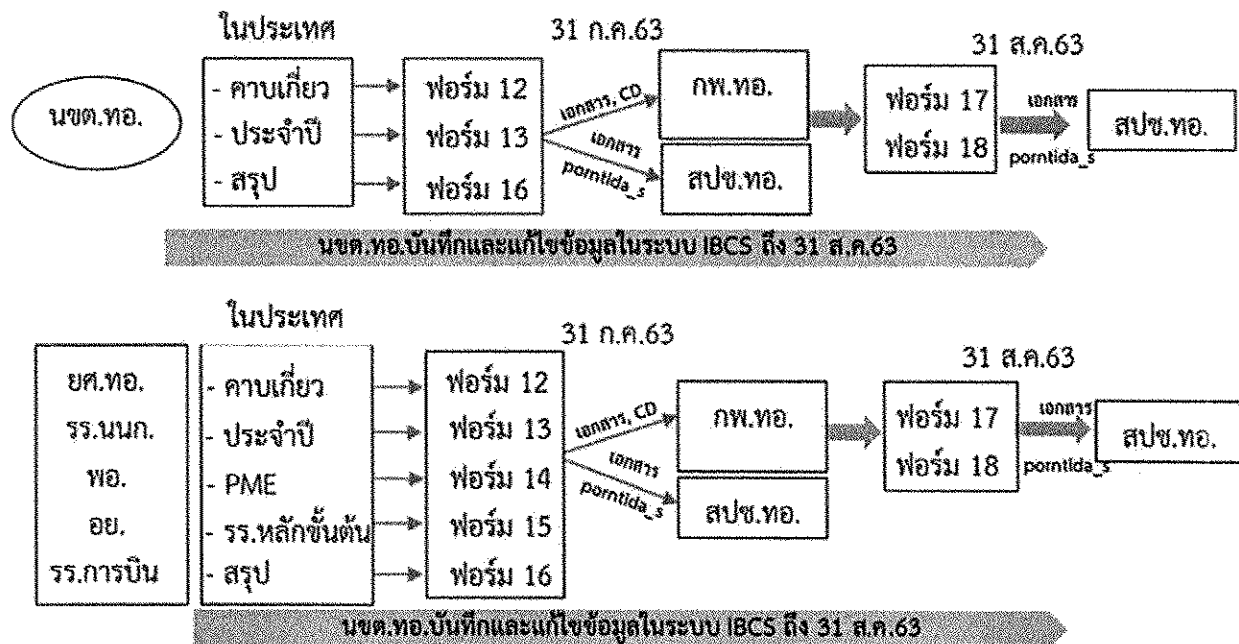 ในประเทศ
31 ก.ค.63
31 ส.ค.63
นขต.ทอ.
- คาบเกี่ยว
- ประจำปี
- สรุป
ฟอร์ม 12
ฟอร์ม 13
ฟอร์ม 16
เอกสาร, CD
เอกสาร
porntida_s
กพ.ทอ.
สปช.ทอ.
ฟอร์ม 17
ฟอร์ม 18
เอกสาร
porntida_s
สปช.ทอ.
นขต.ทอ.บันทึกและแก้ไขข้อมูลในระบบ IBCS ถึง 31 ส.ค.63
ในประเทศ
31 ก.ค.63
31 ส.ค.63
ยศ.ทอ.
รร.นนก.
พอ.
อย.
รร.การบิน
- คาบเกี่ยว
- ประจำปี
- PME
- รร.หลักขั้นต้น
- สรุป
ฟอร์ม 12
ฟอร์ม 13
ฟอร์ม 14
ฟอร์ม 15
ฟอร์ม 16
เอกสาร, CD
เอกสาร
porntida_s
กพ.ทอ.
สปช.ทอ.
ฟอร์ม 17
ฟอร์ม 18
เอกสาร
porntida_s
สปช.ทอ.
นขต.ทอ.บันทึกและแก้ไขข้อมูลในระบบ IBCS ถึง 31 ส.ค.63